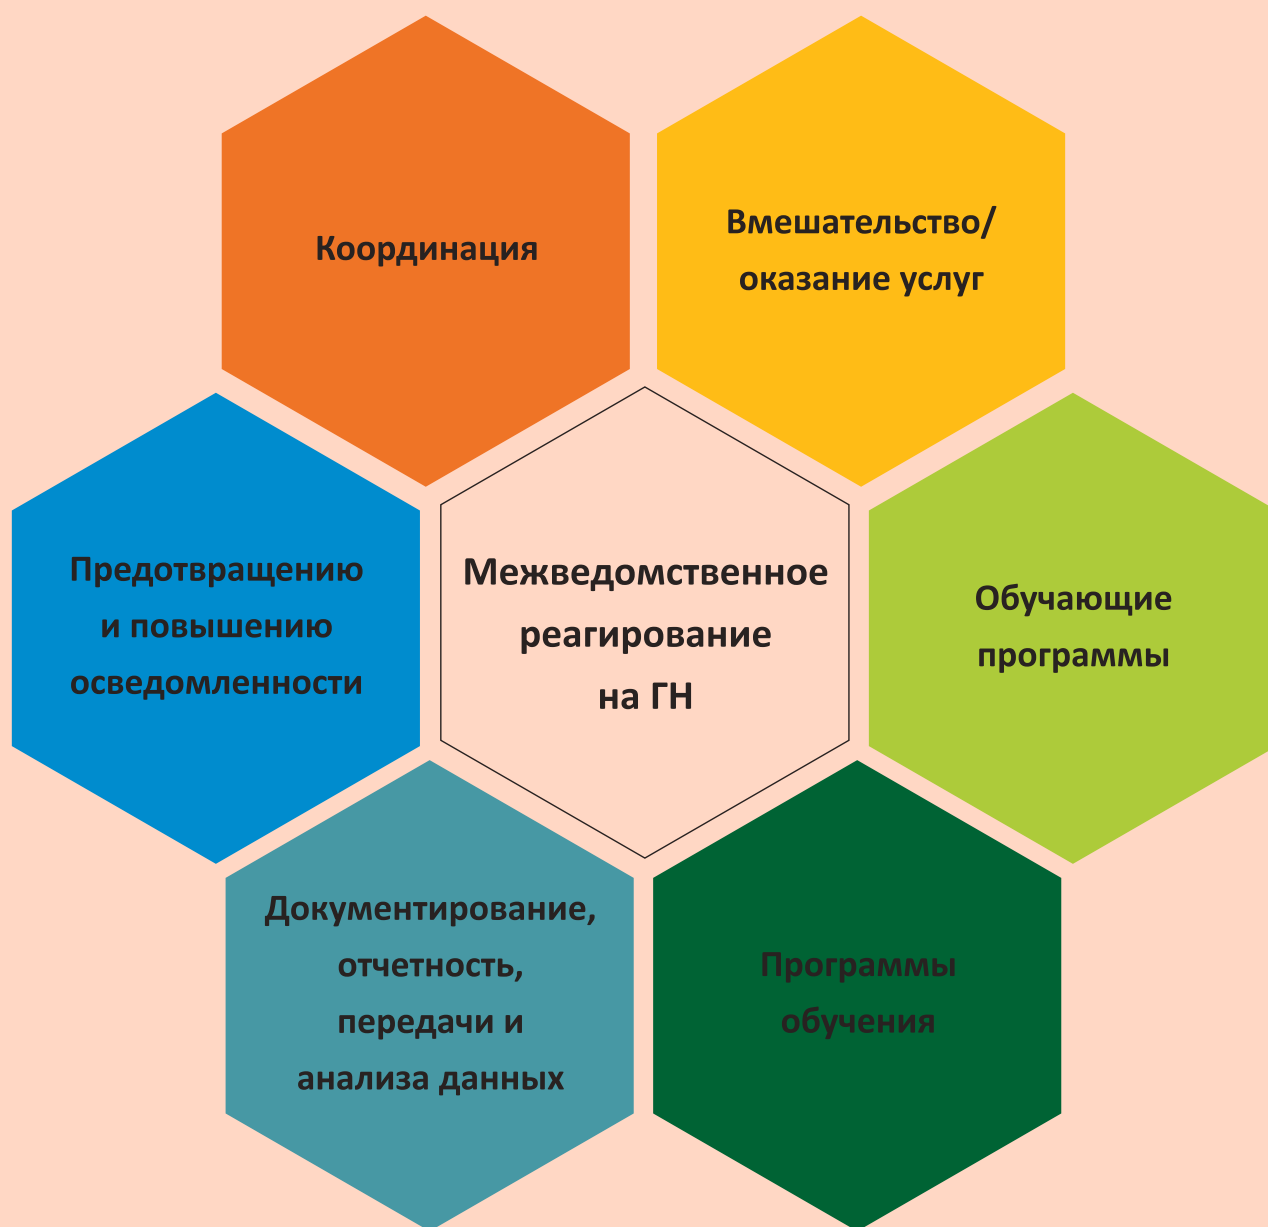 Координация
Вмешательство/
оказание услуг
Предотвращению
и повышению
осведомленности
Межведомственное
реагирование
на ГН
Обучающие
программы
Документирование,
отчетность,
передачи и
анализа данных
Программы
обучения